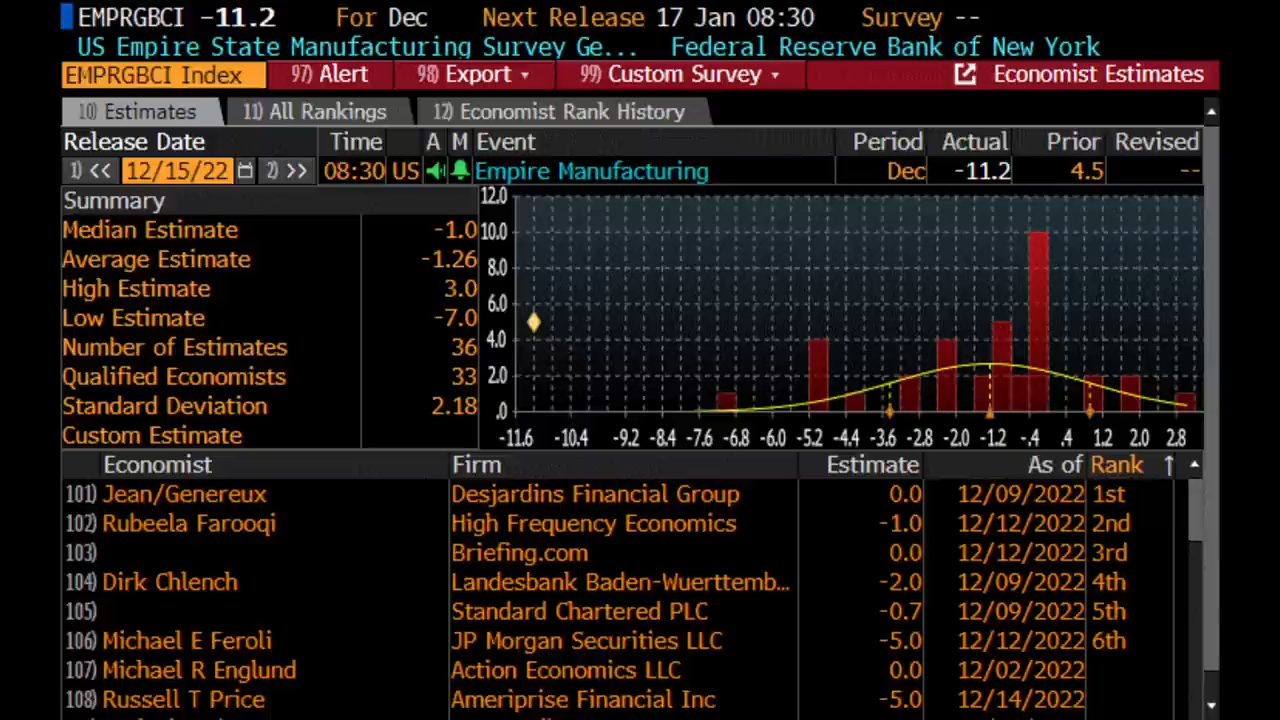 EMPRGBCI -11.2 For Dec Next Release 17 Jan 08:30 Survey --
US Empire State Manufacturing Survey Ge... Federal Reserve Bank of New York
EMPRGBCI Index 97) Alert 98) Export 99) Custom Survey Economist Estimates
10) Estimates 11) All Rankings 12) Economist Rank History
Release Date Time A M Event Period Actual Prior Revised
1) << 12/15/22 2) >> 08:30 US Empire Manufacturing Dec -11.2 4.5 --
Summary
Median Estimate -1.0
Average Estimate -1.26
High Estimate 3.0
Low Estimate -7.0
Number of Estimates 36
Qualified Economists 33
Standard Deviation 2.18
Custom Estimate
12.0
10.0
8.0
6.0
4.0
2.0
.0
-11.6 -10.4 -9.2 -8.4 -7.6 -6.8 -6.0 -5.2 -4.4 -3.6 -2.8 -2.0 -1.2 -.4 .4 1.2 2.0 2.8
Economist Firm Estimate As of Rank ↑
101) Jean/Genereux Desjardins Financial Group 0.0 12/09/2022 1st
102) Rubeela Farooqi High Frequency Economics -1.0 12/12/2022 2nd
103) Briefing.com 0.0 12/12/2022 3rd
104) Dirk Chlench Landesbank Baden-Wuerttemb... -2.0 12/09/2022 4th
105) Standard Chartered PLC -0.7 12/09/2022 5th
106) Michael E Feroli JP Morgan Securities LLC -5.0 12/12/2022 6th
107) Michael R Englund Action Economics LLC 0.0 12/02/2022
108) Russell T Price Ameriprise Financial Inc -5.0 12/14/2022